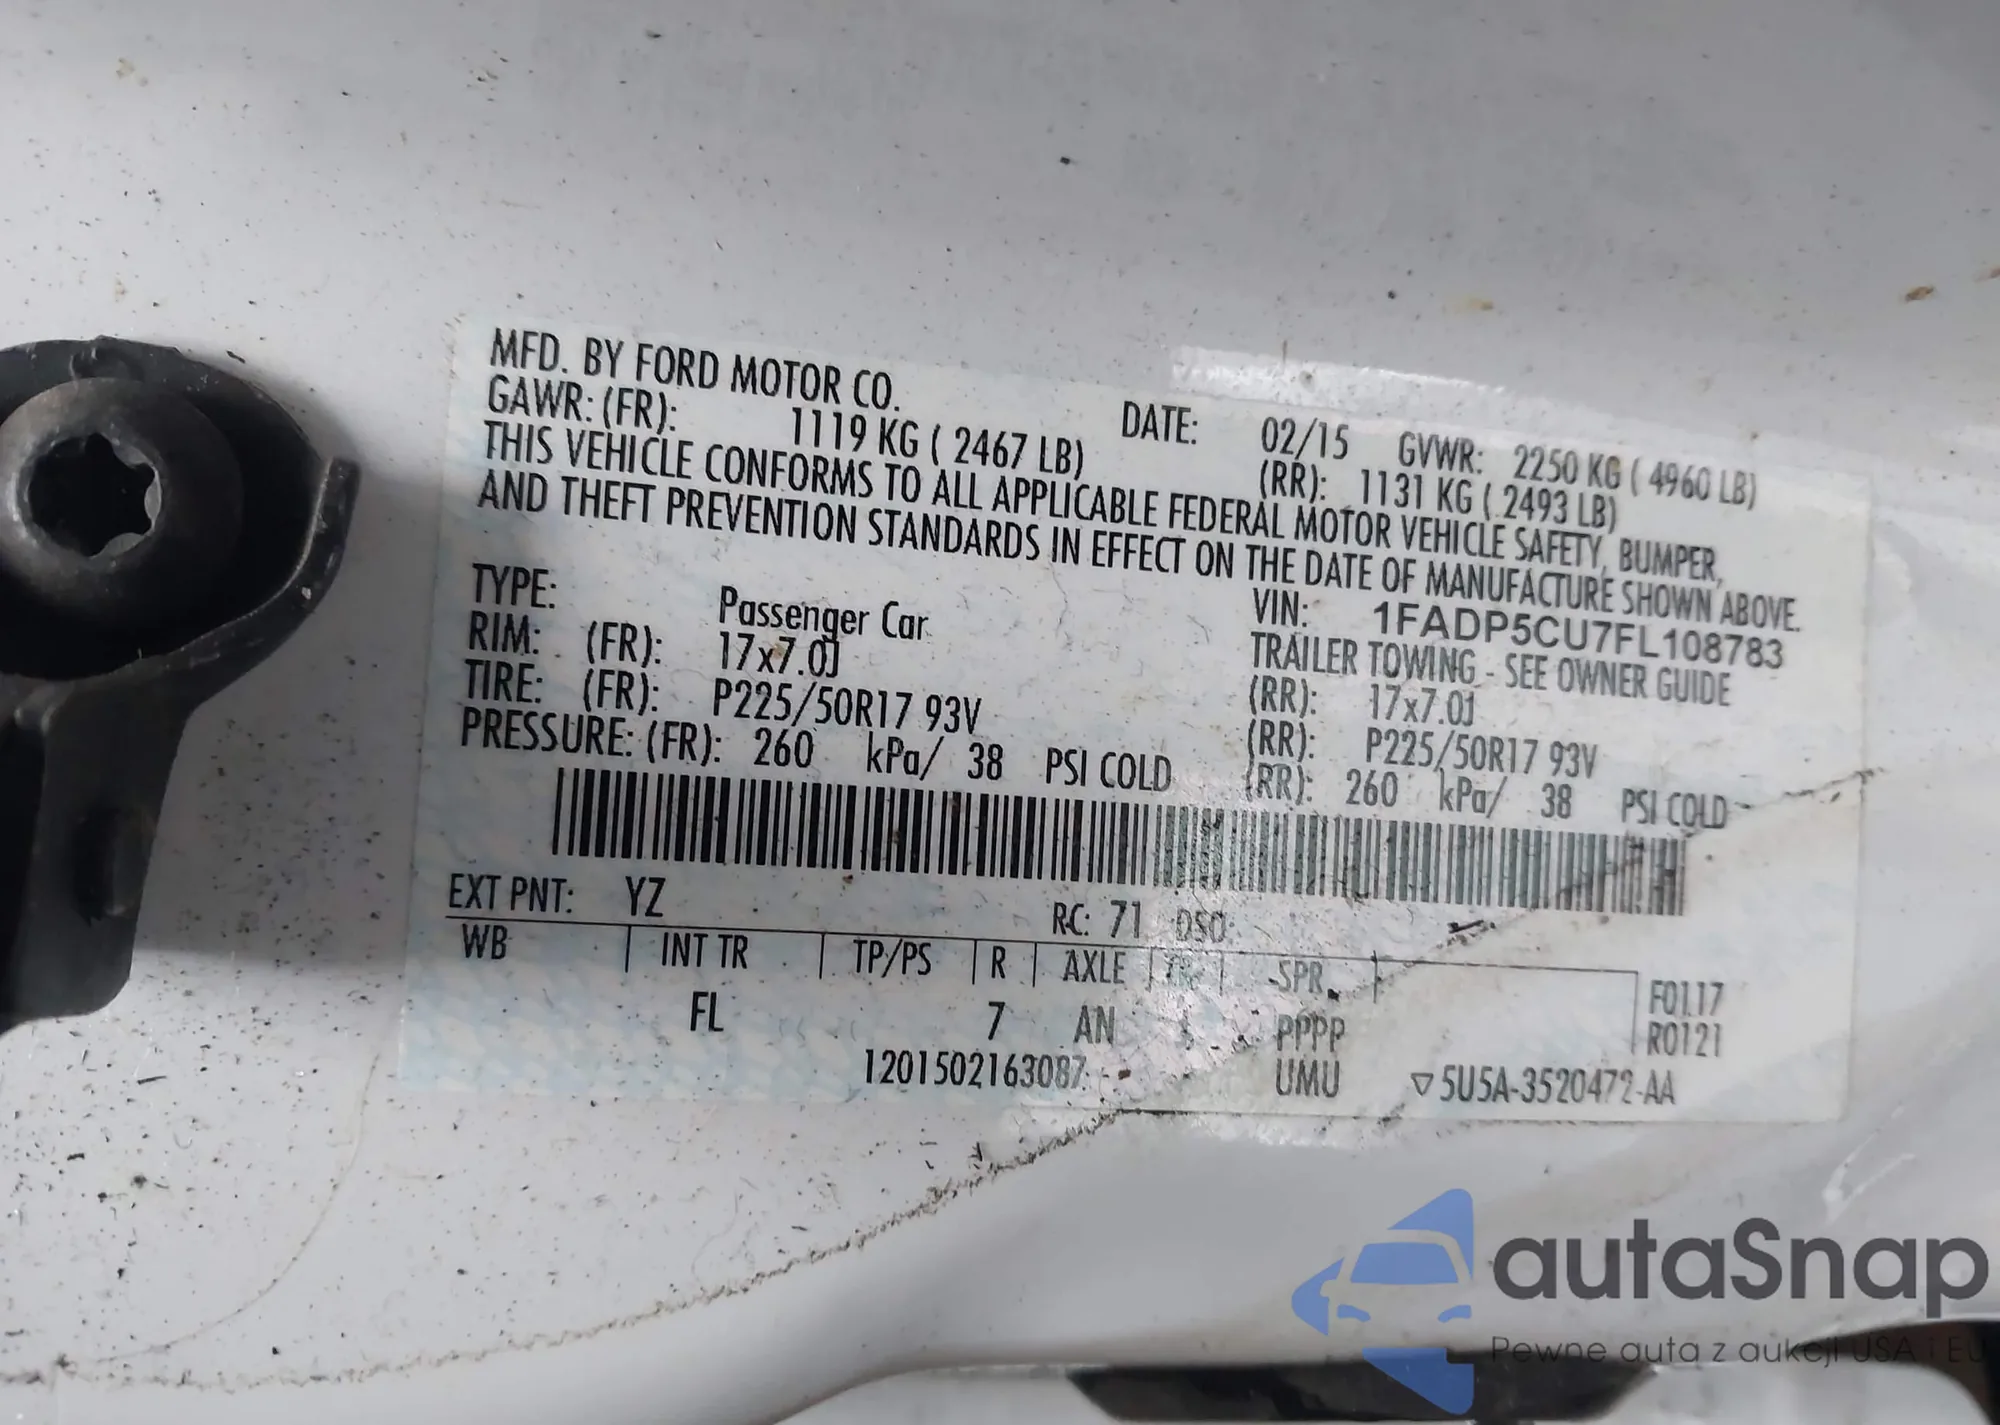 MFD. BY FORD MOTOR CO. DATE: 02/15 GVWR: 2250 KG ( 4960 LB)
GAWR: (FR): 1119 KG ( 2467 LB) (RR): 1131 KG ( 2493 LB)
THIS VEHICLE CONFORMS TO ALL APPLICABLE FEDERAL MOTOR VEHICLE SAFETY, BUMPER,
AND THEFT PREVENTION STANDARDS IN EFFECT ON THE DATE OF MANUFACTURE SHOWN ABOVE.
TYPE: Passenger Car VIN: 1FADP5CU7FL108783
TRAILER TOWING - SEE OWNER GUIDE
RIM: (FR): 17x7.0J (RR): 17x7.0J
TIRE: (FR): P225/50R17 93V (RR): P225/50R17 93V
PRESSURE: (FR): 260 kPa/ 38 PSI COLD (RR): 260 kPa/ 38 PSI COLD
EXT PNT: YZ RC: 71 DSO:
WB INT TR TP/PS R AXLE SPR
FL 7 AN PPPP F0117
R0121
1201502163087 UMU ▽5U5A-3520472-AA
autaSnap
Pewne auta z aukcji USA i EU